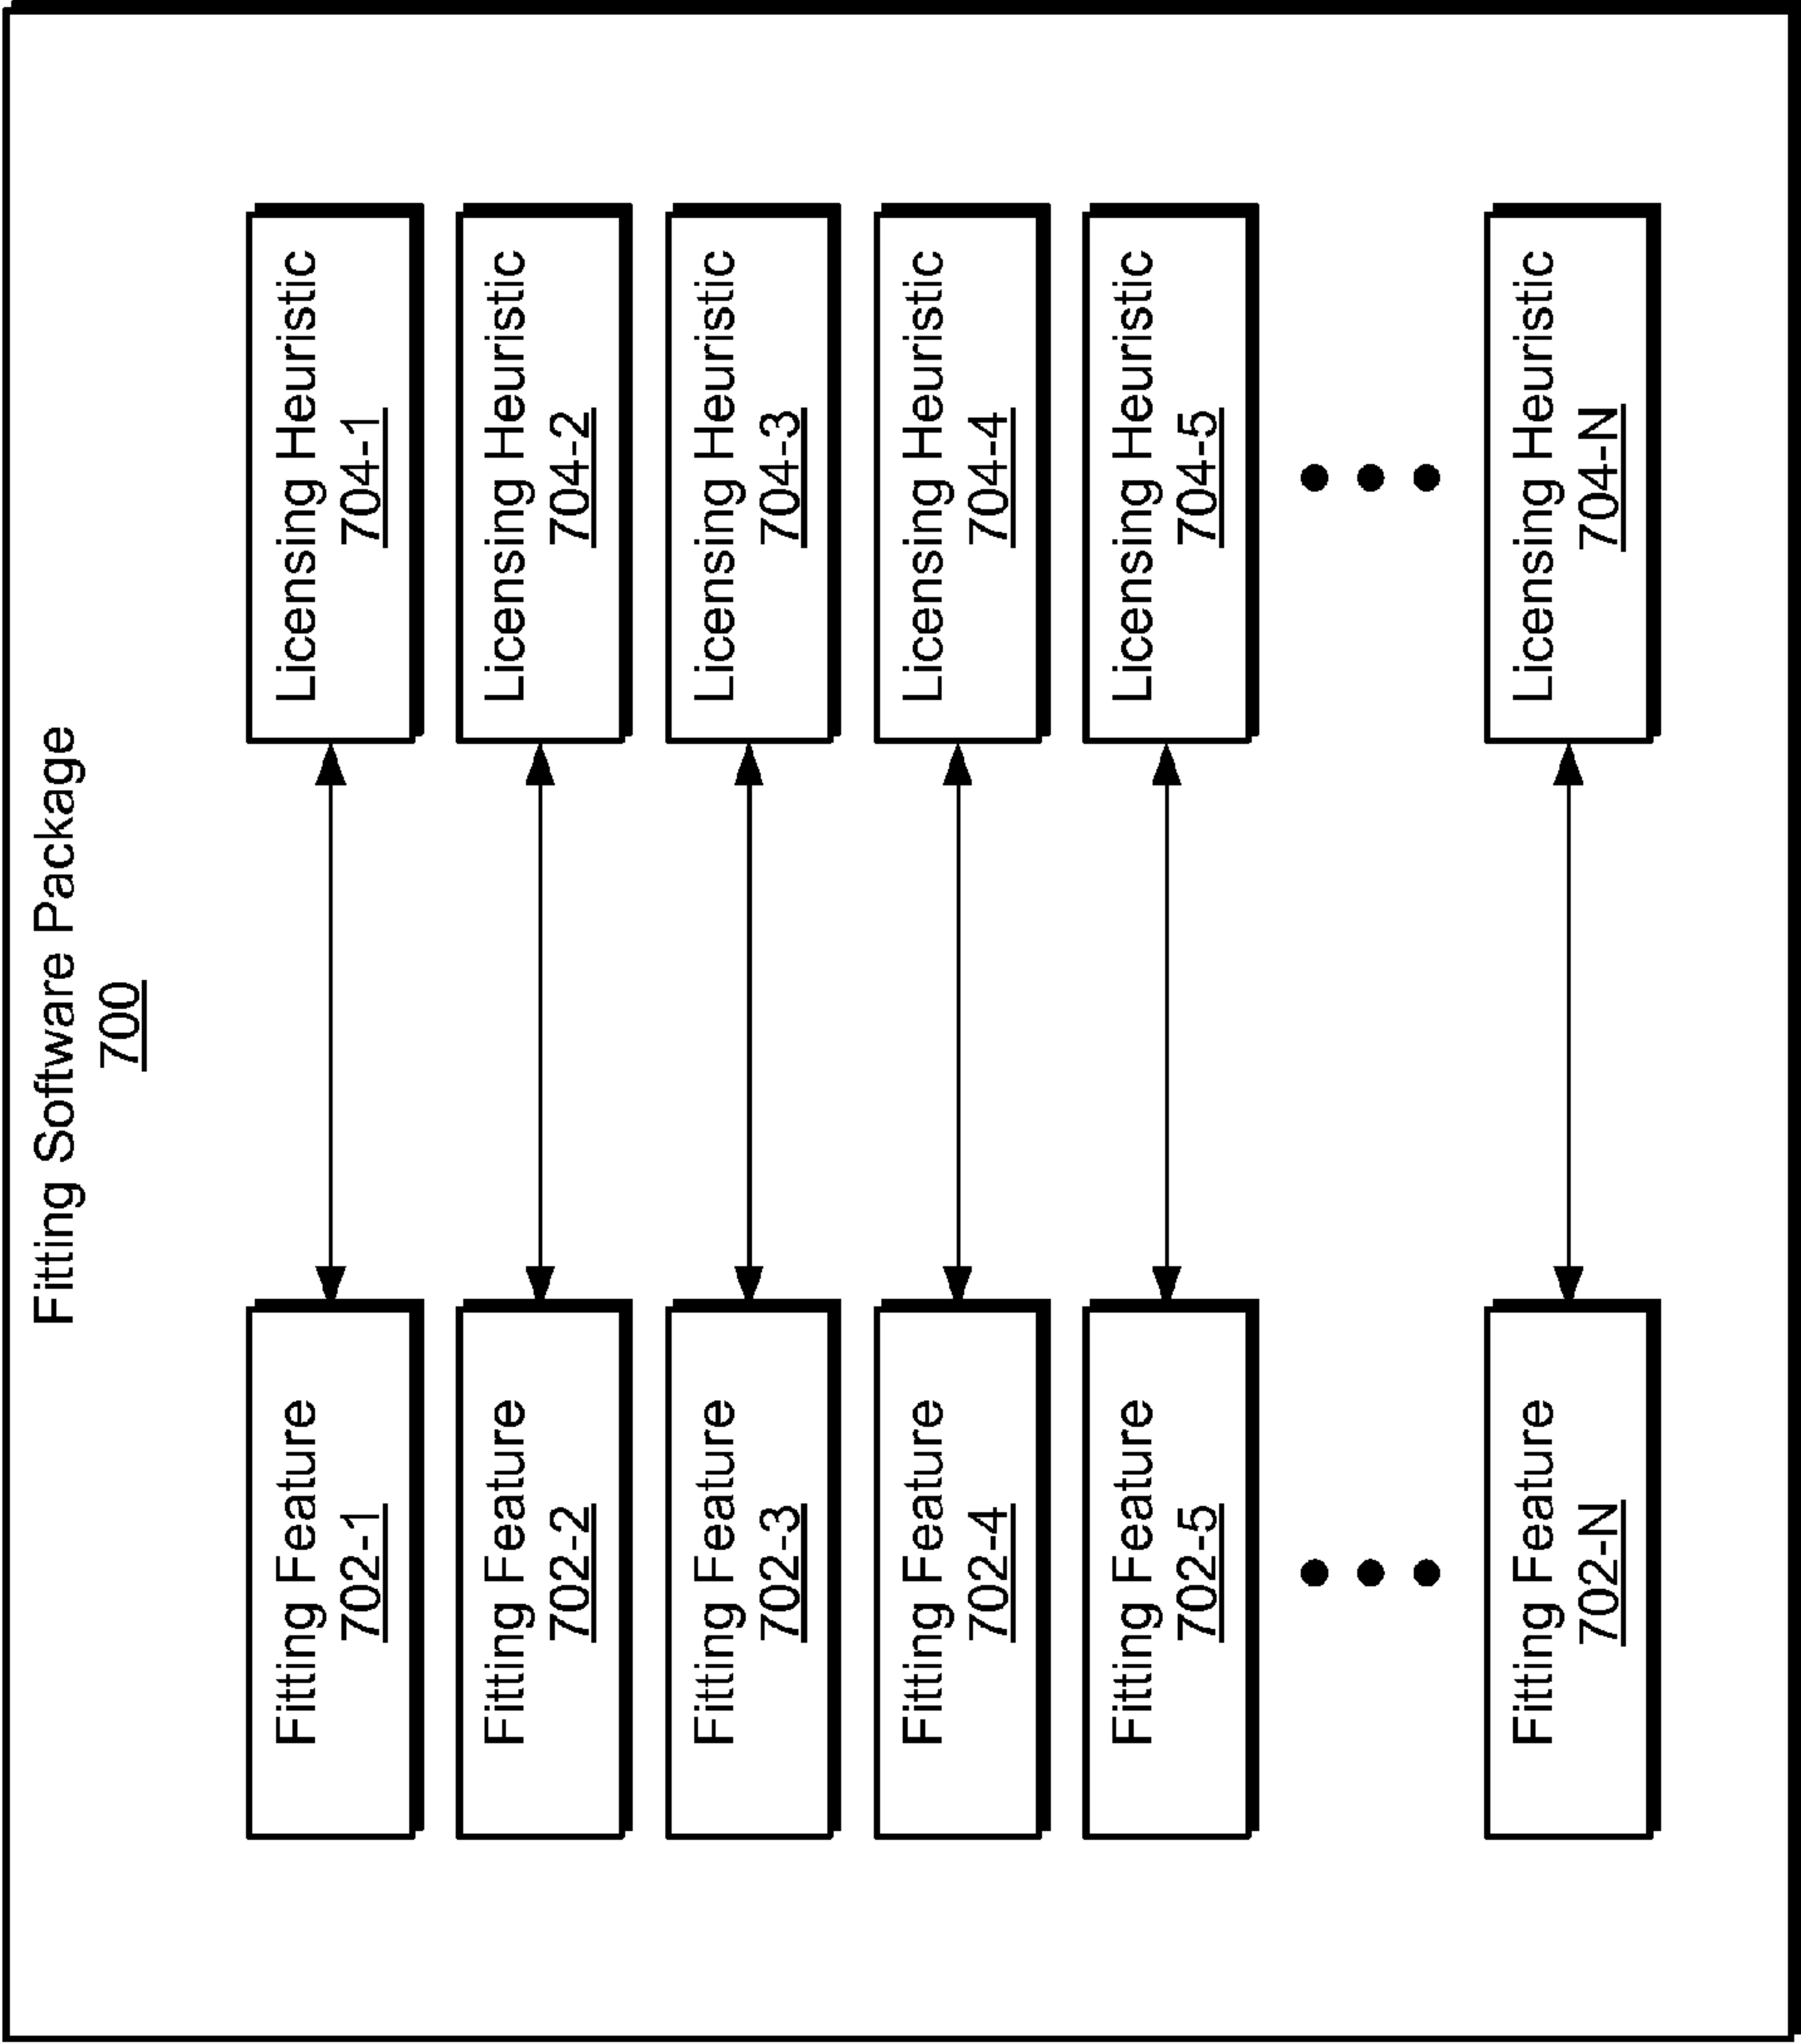 Fitting Software Package
700
Fitting Feature
702-1
Licensing Heuristic
704-1
Fitting Feature
702-2
Licensing Heuristic
704-2
Fitting Feature
702-3
Licensing Heuristic
704-3
Fitting Feature
702-4
Licensing Heuristic
704-4
Fitting Feature
702-5
Licensing Heuristic
704-5
Fitting Feature
702-N
Licensing Heuristic
704-N